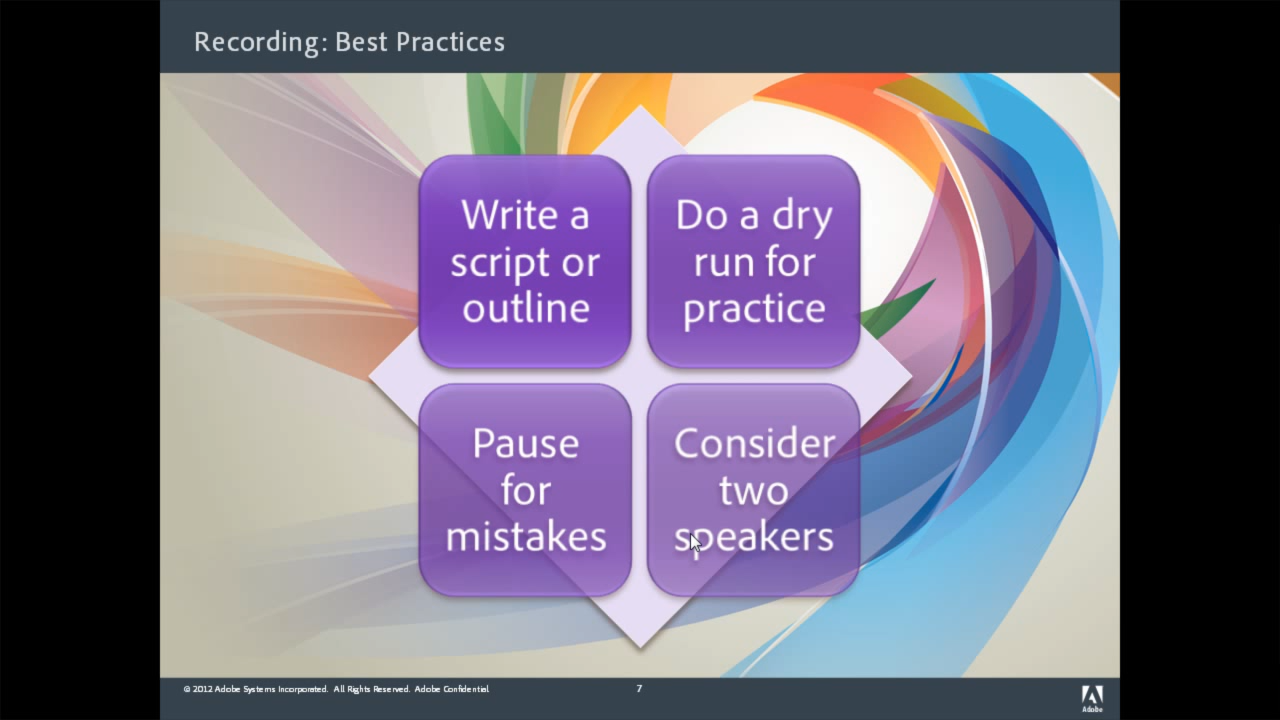 Recording: Best Practices
Write a
script or
outline
Do a dry
run for
practice
Pause
for
mistakes
Consider
two
speakers
© 2012 Adobe Systems Incorporated. All Rights Reserved. Adobe Confidential
7
Adobe